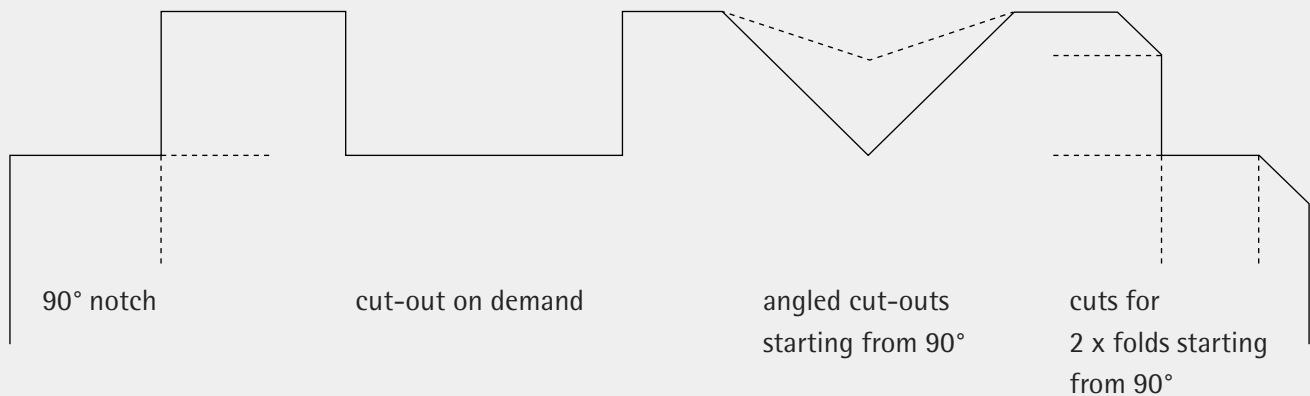 90° notch
cut-out on demand
angled cut-outs
starting from 90°
cuts for
2 x folds starting
from 90°